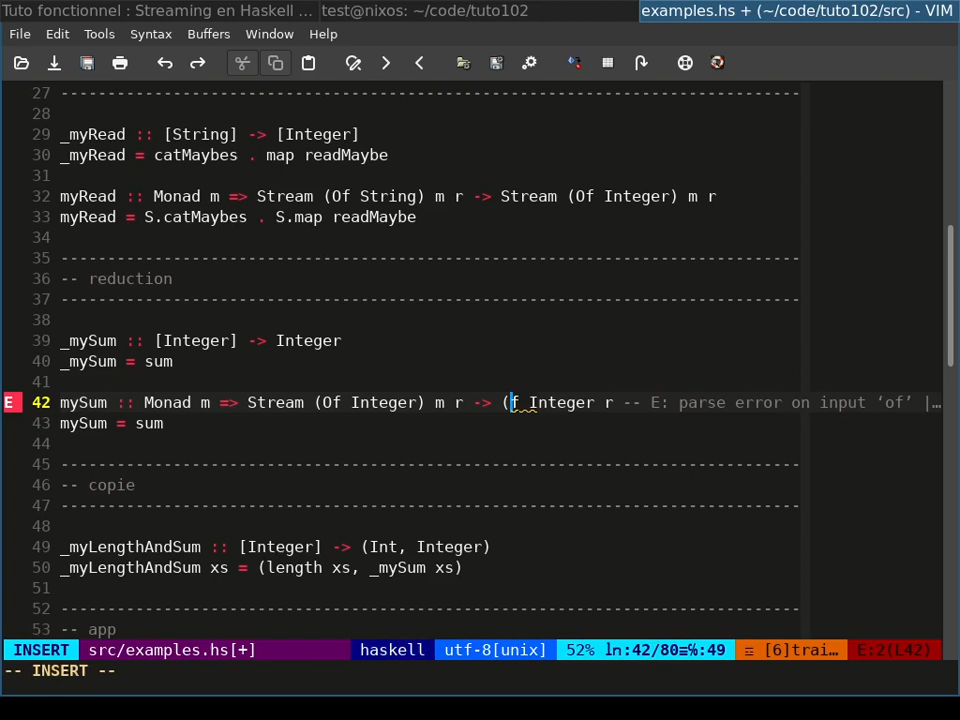 Tuto fonctionnel : Streaming en Haskell ... test@nixos: ~/code/tuto102 examples.hs + (~/code/tuto102/src) - VIM
File Edit Tools Syntax Buffers Window Help
27 -------------------------------------------------------------------------------
28
29 _myRead :: [String] -> [Integer]
30 _myRead = catMaybes . map readMaybe
31
32 myRead :: Monad m => Stream (Of String) m r -> Stream (Of Integer) m r
33 myRead = S.catMaybes . S.map readMaybe
34
35 -------------------------------------------------------------------------------
36 -- reduction
37 -------------------------------------------------------------------------------
38
39 _mySum :: [Integer] -> Integer
40 _mySum = sum
41
E 42 mySum :: Monad m => Stream (Of Integer) m r -> (f Integer r -- E: parse error on input ‘of’ |…
43 mySum = sum
44
45 -------------------------------------------------------------------------------
46 -- copie
47 -------------------------------------------------------------------------------
48
49 _myLengthAndSum :: [Integer] -> (Int, Integer)
50 _myLengthAndSum xs = (length xs, _mySum xs)
51
52 -------------------------------------------------------------------------------
53 -- app
INSERT src/examples.hs[+] haskell utf-8[unix] 52% ln:42/80≡℅:49 ☲ [6]trai… E:2(L42)
-- INSERT --